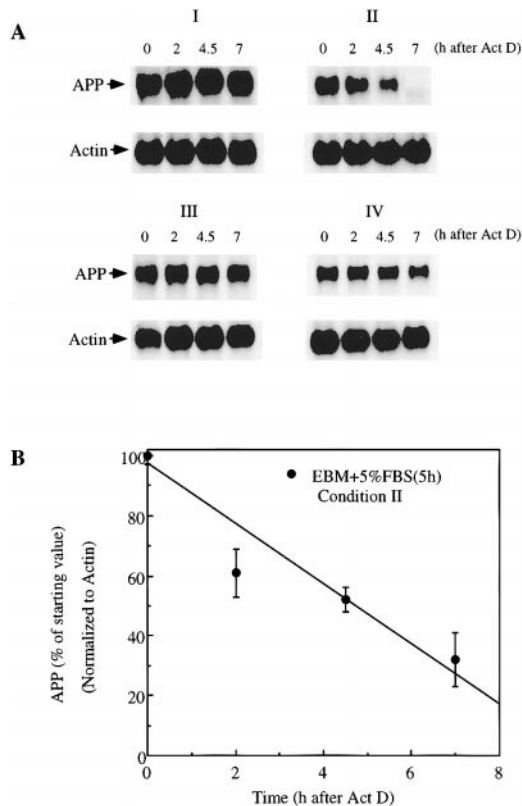 A
I II
0 2 4.5 7 0 2 4.5 7 (h after Act D)
APP
Actin
III IV
0 2 4.5 7 0 2 4.5 7 (h after Act D)
APP
Actin
B
100
80
60
40
20
0
APP (% of starting value)
(Normalized to Actin)
EBM+5%FBS(5h)
Condition II
0 2 4 6 8
Time (h after Act D)